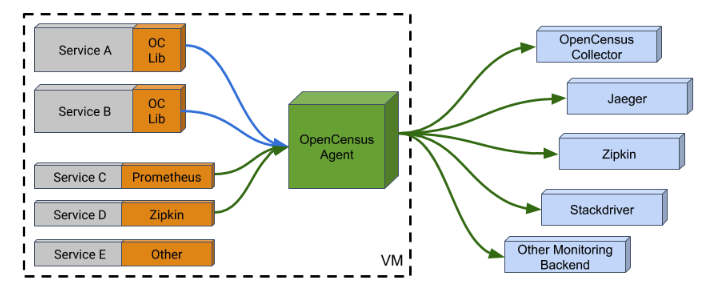 Service A
OC
Lib
Service B
OC
Lib
Service C
Prometheus
Service D
Zipkin
Service E
Other
OpenCensus
Agent
VM
OpenCensus
Collector
Jaeger
Zipkin
Stackdriver
Other Monitoring
Backend